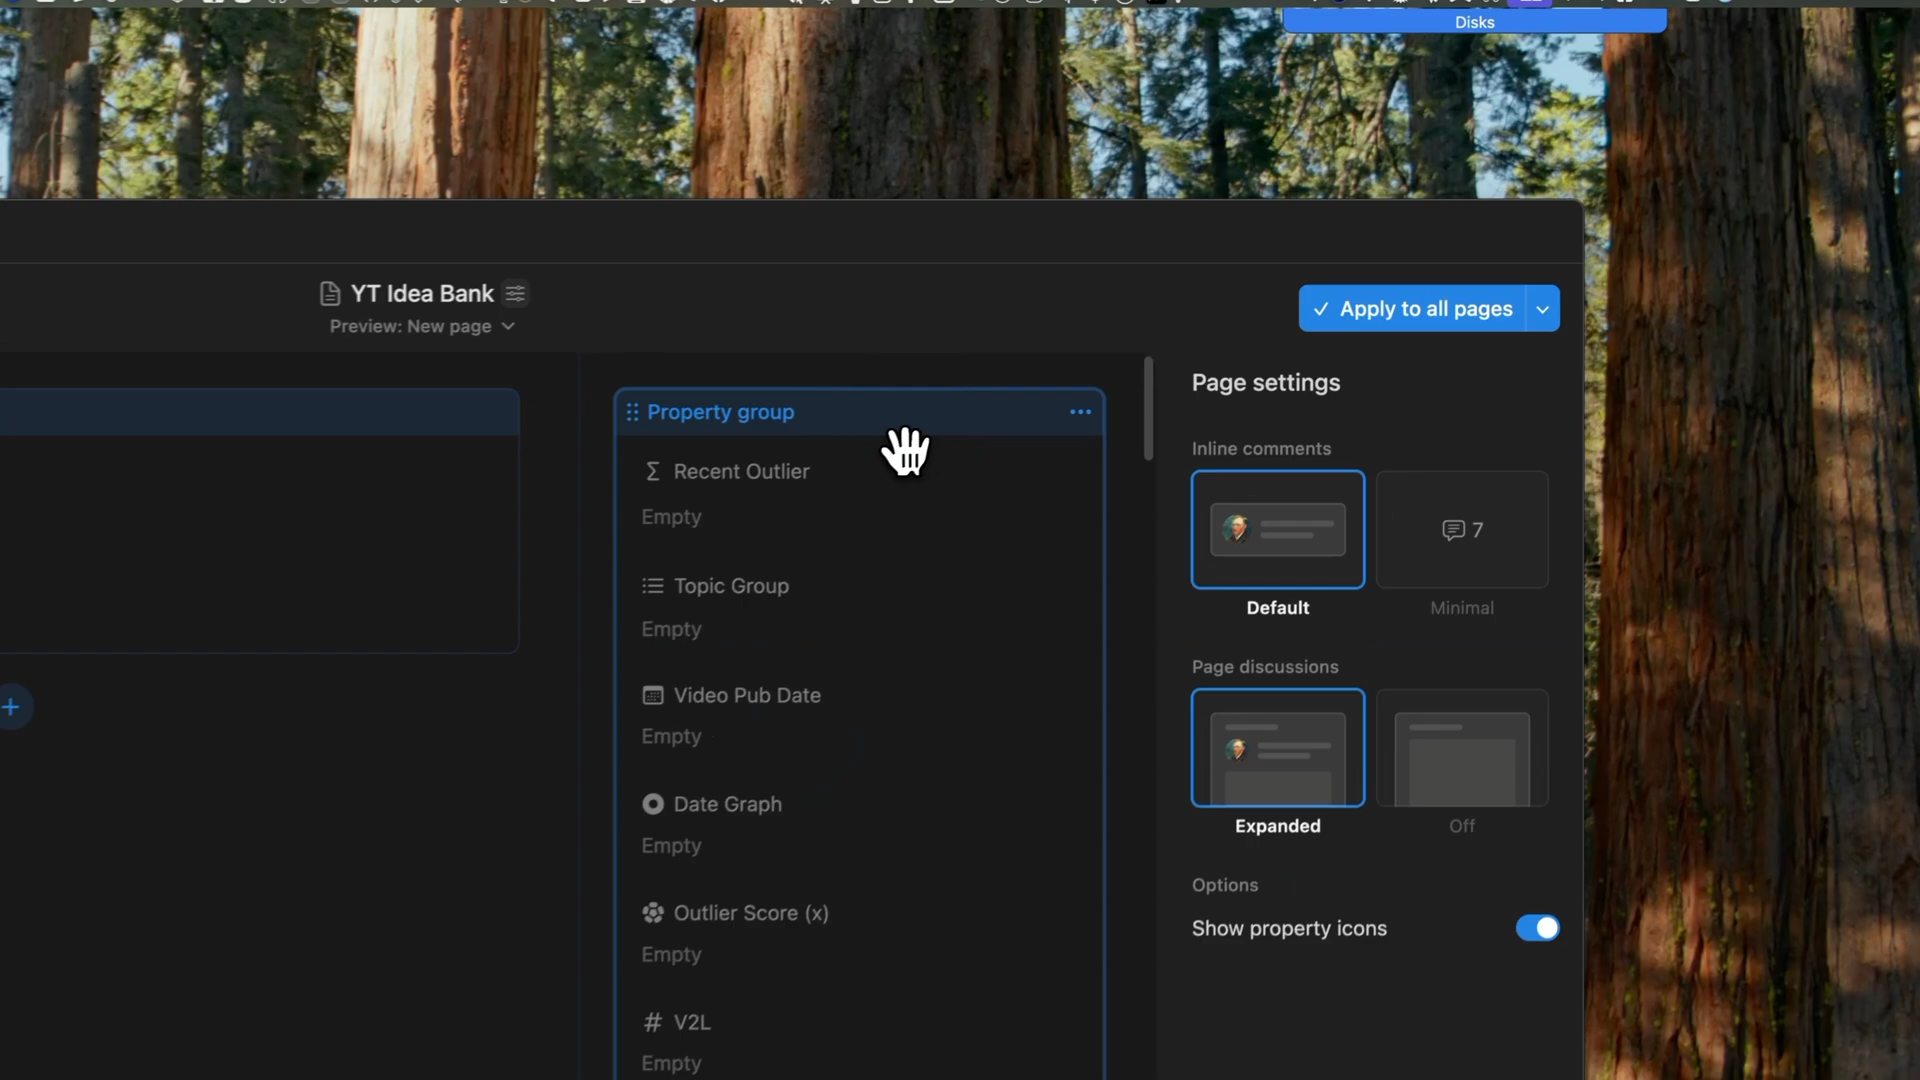 Disks
YT Idea Bank
Preview: New page
Apply to all pages
Property group
Recent Outlier
Empty
Topic Group
Empty
Video Pub Date
Empty
Date Graph
Empty
Outlier Score (x)
Empty
V2L
Empty
Page settings
Inline comments
7
Default
Minimal
Page discussions
Expanded
Off
Options
Show property icons